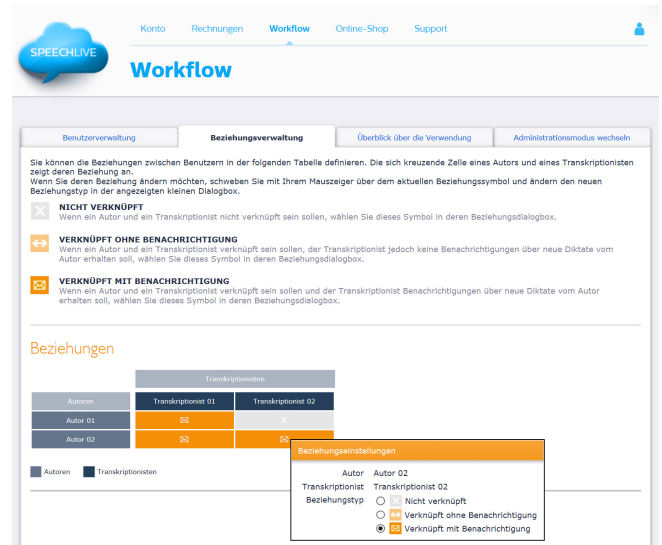 Konto Rechnungen Workflow Online-Shop Support
SPEECHLIVE
Workflow
Benutzerverwaltung Beziehungsverwaltung Überblick über die Verwendung Administrationsmodus wechseln
Sie können die Beziehungen zwischen Benutzern in der folgenden Tabelle definieren. Die sich kreuzende Zelle eines Autors und eines Transkriptionisten
zeigt deren Beziehung an.
Wenn Sie deren Beziehung ändern möchten, schweben Sie mit Ihrem Mauszeiger über dem aktuellen Beziehungssymbol und ändern den neuen
Beziehungstyp in der angezeigten kleinen Dialogbox.
NICHT VERKNÜPFT
Wenn ein Autor und ein Transkriptionist nicht verknüpft sein sollen, wählen Sie dieses Symbol in deren Beziehungsdialogbox.
VERKNÜPFT OHNE BENACHRICHTIGUNG
Wenn ein Autor und ein Transkriptionist verknüpft sein sollen, der Transkriptionist jedoch keine Benachrichtigungen über neue Diktate vom
Autor erhalten soll, wählen Sie dieses Symbol in deren Beziehungsdialogbox.
VERKNÜPFT MIT BENACHRICHTIGUNG
Wenn ein Autor und ein Transkriptionist verknüpft sein sollen und der Transkriptionist Benachrichtigungen über neue Diktate vom Autor
erhalten soll, wählen Sie dieses Symbol in deren Beziehungsdialogbox.
Beziehungen
Transkriptionisten
Autoren Transkriptionist 01 Transkriptionist 02
Autor 01
Autor 02
Autoren Transkriptionisten
Beziehungseinstellungen
Autor Autor 02
Transkriptionist Transkriptionist 02
Beziehungstyp Nicht verknüpft
Verknüpft ohne Benachrichtigung
Verknüpft mit Benachrichtigung